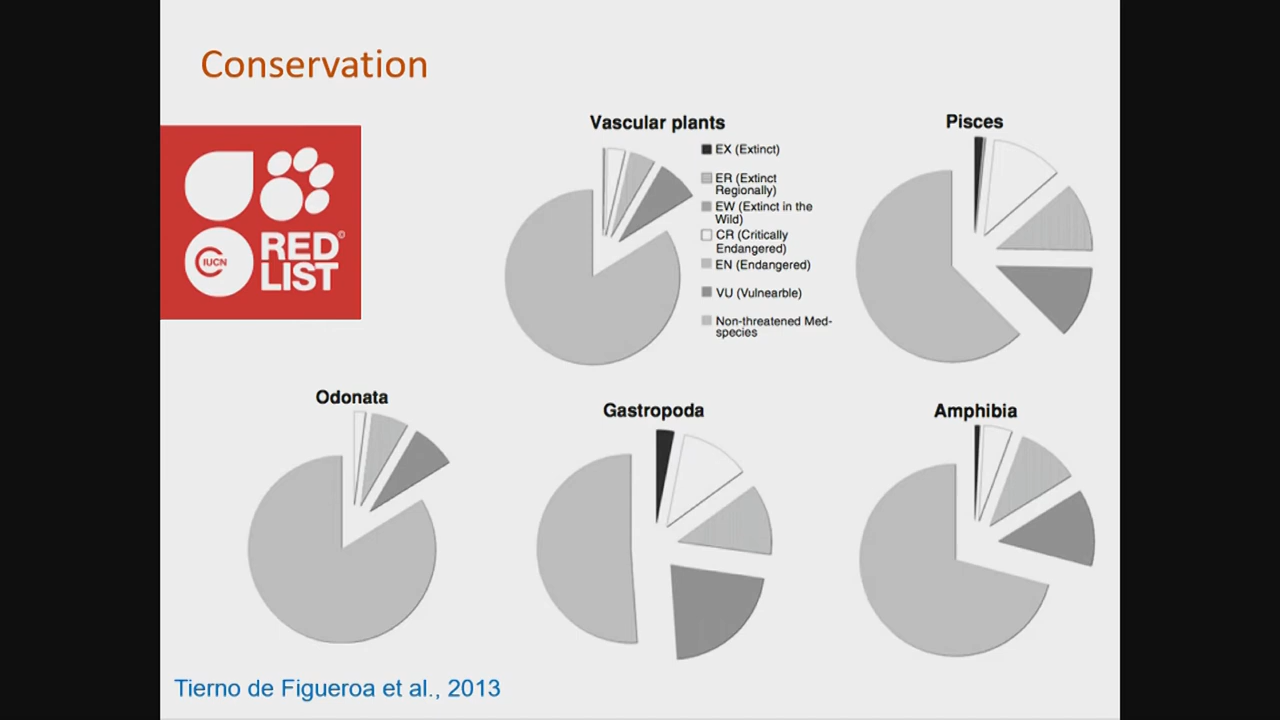 Conservation
Vascular plants
Pisces
EX (Extinct)
ER (Extinct
Regionally)
EW (Extinct in the
Wild)
CR (Critically
Endangered)
EN (Endangered)
VU (Vulnearble)
Non-threatened Med-
species
IUCN
RED©
LIST
Odonata
Gastropoda
Amphibia
Tierno de Figueroa et al., 2013